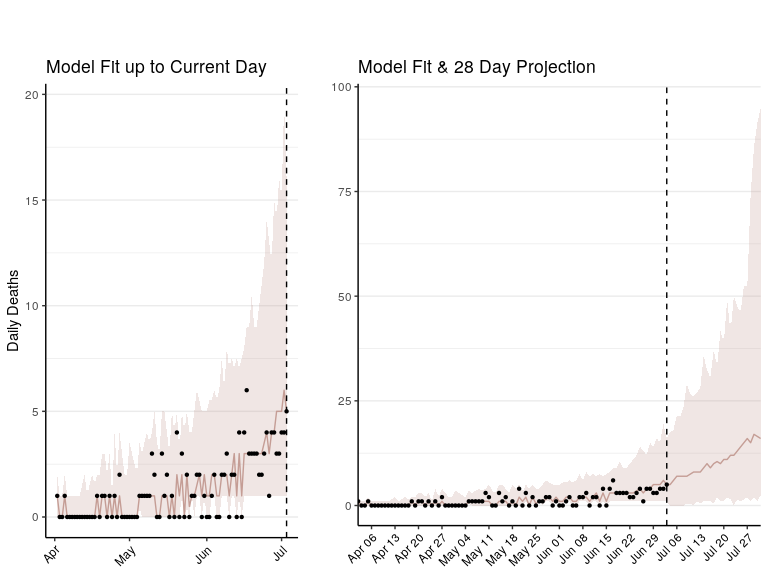 Model Fit up to Current Day
Model Fit & 28 Day Projection
Daily Deaths
20
15
10
5
0
Apr
May
Jun
Jul
100
75
50
25
0
Apr 06
Apr 13
Apr 20
Apr 27
May 04
May 11
May 18
May 25
Jun 01
Jun 08
Jun 15
Jun 22
Jun 29
Jul 06
Jul 13
Jul 20
Jul 27